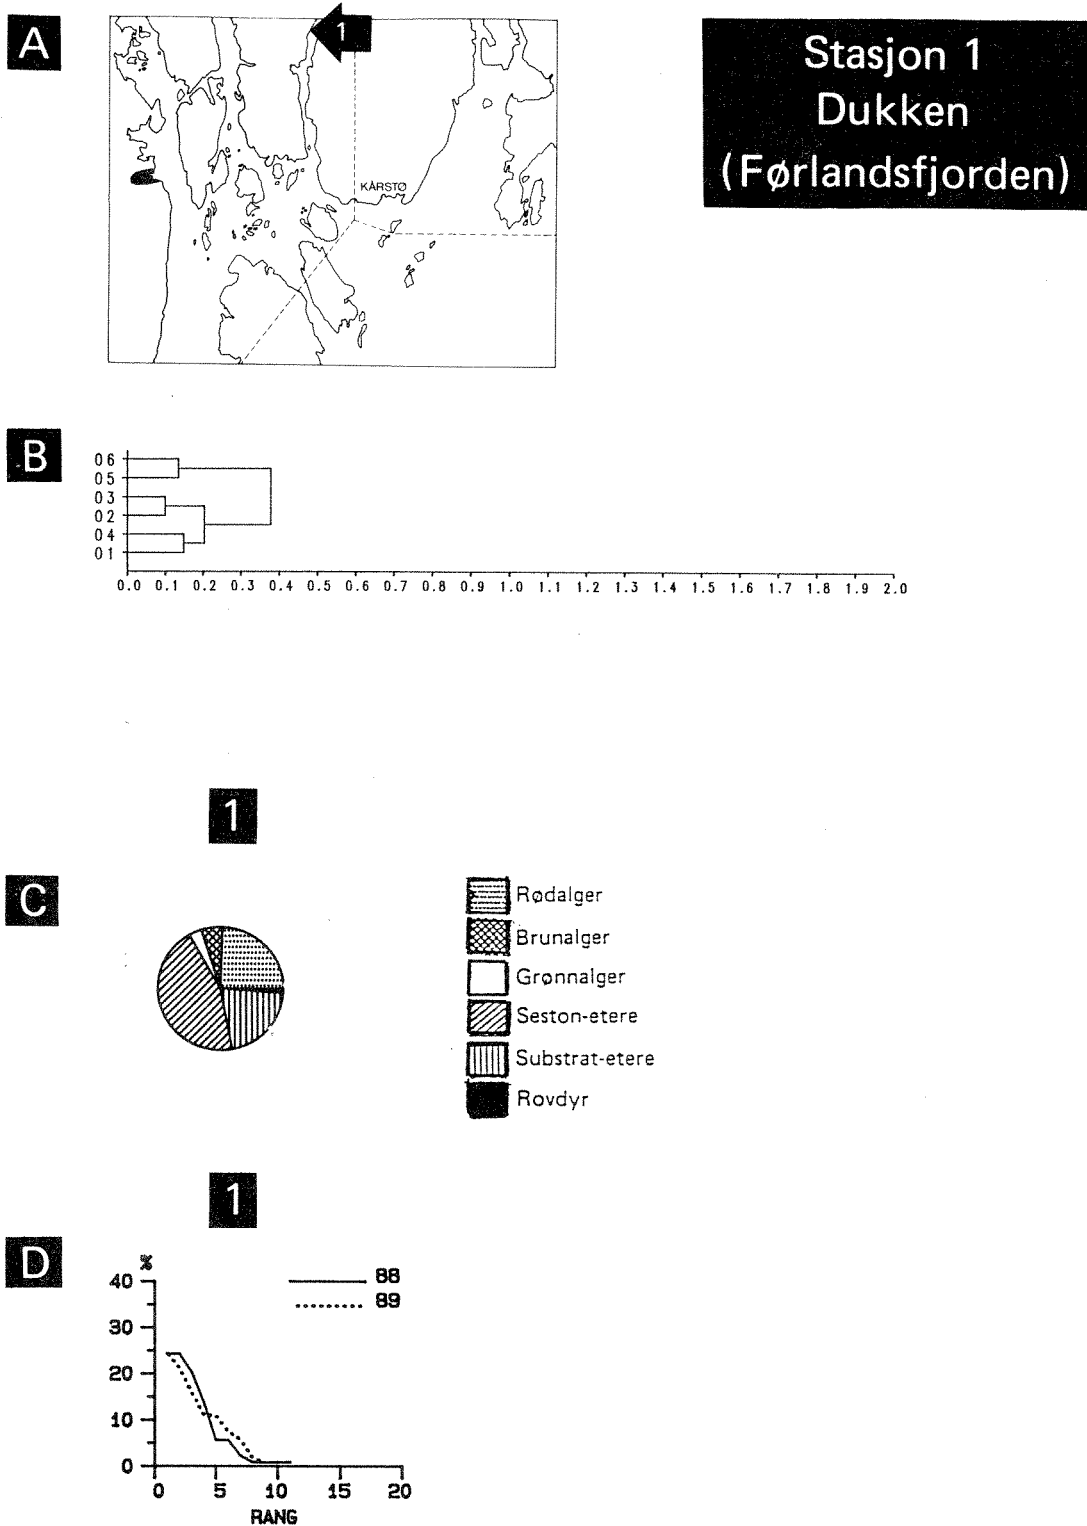 A
1
Stasjon 1
Dukken
(Førlandsfjorden)
KÅRSTØ
B
06
05
03
02
04
01
0.0 0.1 0.2 0.3 0.4 0.5 0.6 0.7 0.8 0.9 1.0 1.1 1.2 1.3 1.4 1.5 1.6 1.7 1.8 1.9 2.0
1
C
Rødalger
Brunalger
Grønnalger
Seston-etere
Substrat-etere
Rovdyr
1
D
%
88
89
40
30
20
10
0
0 5 10 15 20
RANG